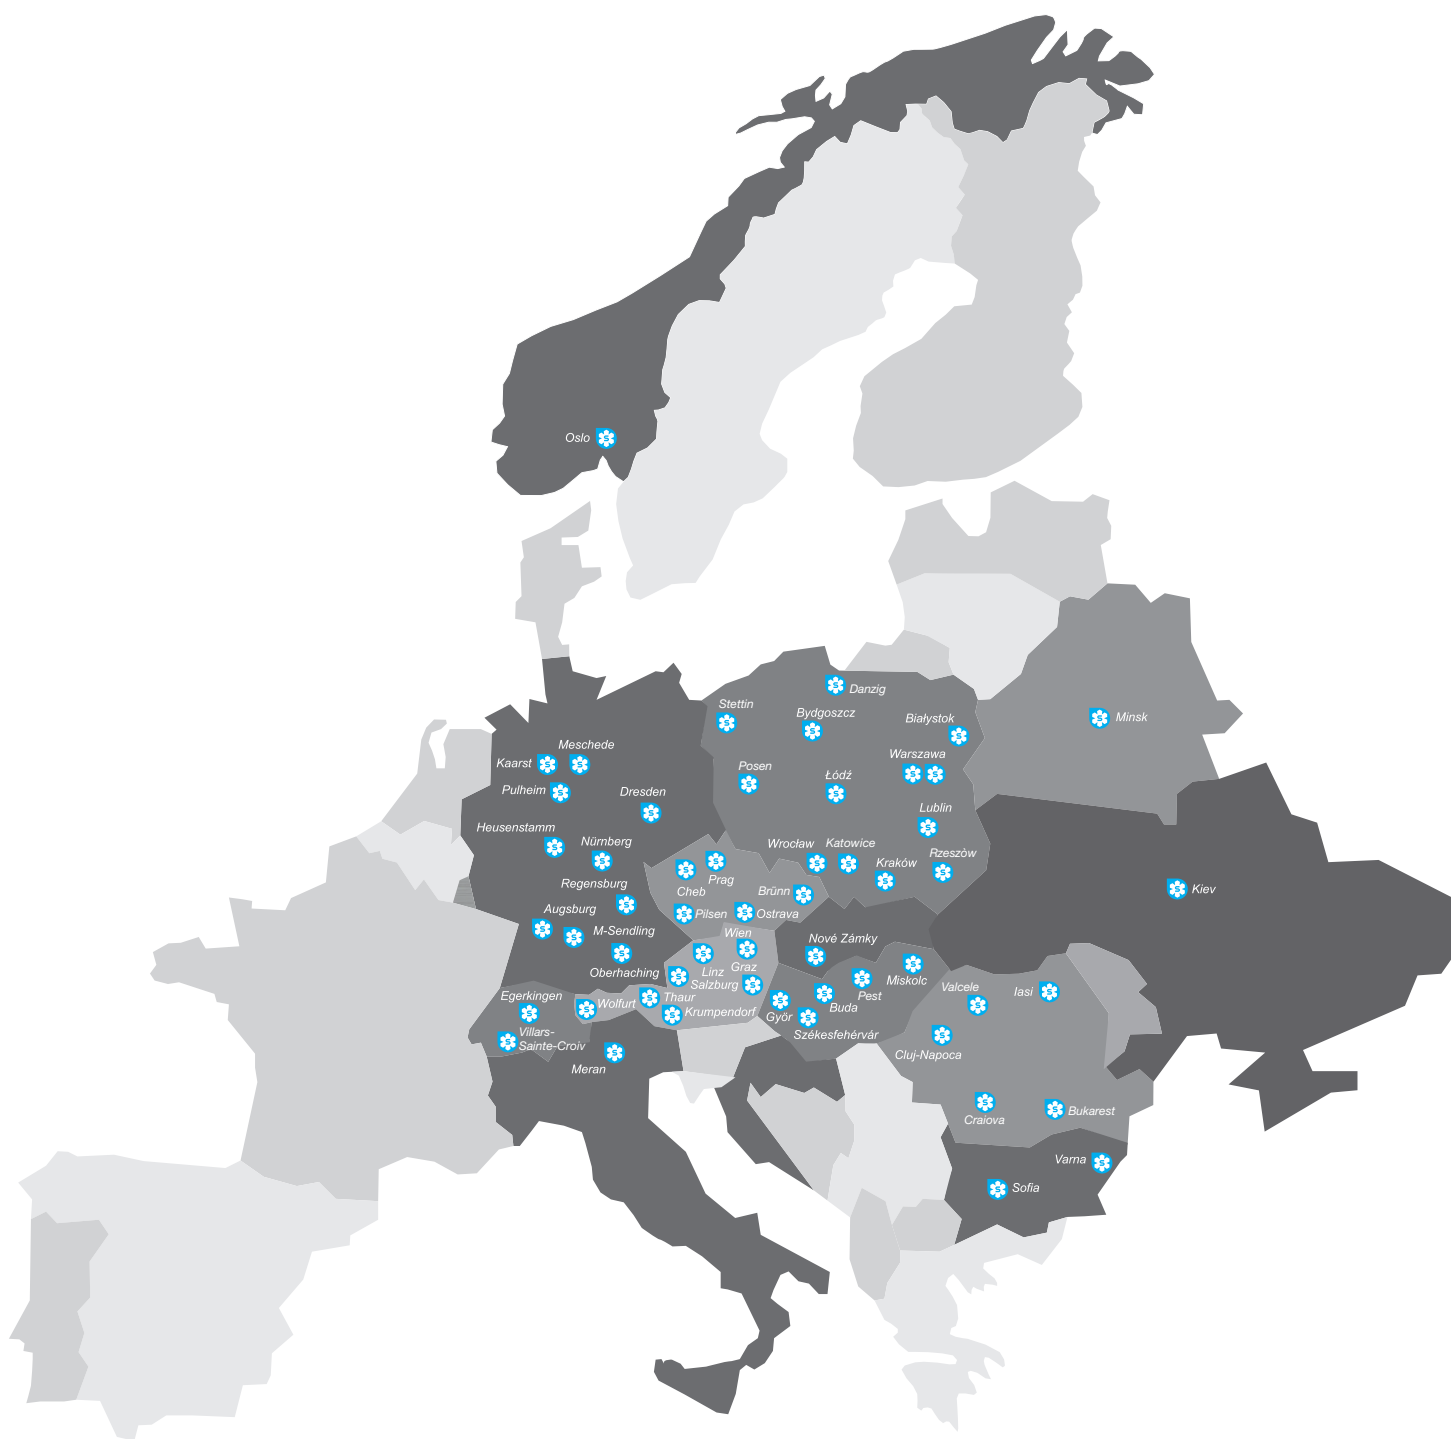 Oslo
Danzig
Stettin
Bydgoszcz
Białystok
Minsk
Meschede
Warszawa
Kaarst
Posen
Łódź
Pulheim
Dresden
Lublin
Heusenstamm
Nürnberg
Wrocław
Katowice
Rzeszòw
Kraków
Prag
Regensburg
Cheb
Brünn
Kiev
Augsburg
Pilsen
Ostrava
M-Sendling
Wien
Nové Zámky
Oberhaching
Linz
Graz
Salzburg
Miskolc
Valcele
Iasi
Egerkingen
Wolfurt
Thaur
Pest
Buda
Krumpendorf
Györ
Villars-
Sainte-Croiv
Székesfehérvár
Cluj-Napoca
Meran
Craiova
Bukarest
Varna
Sofia